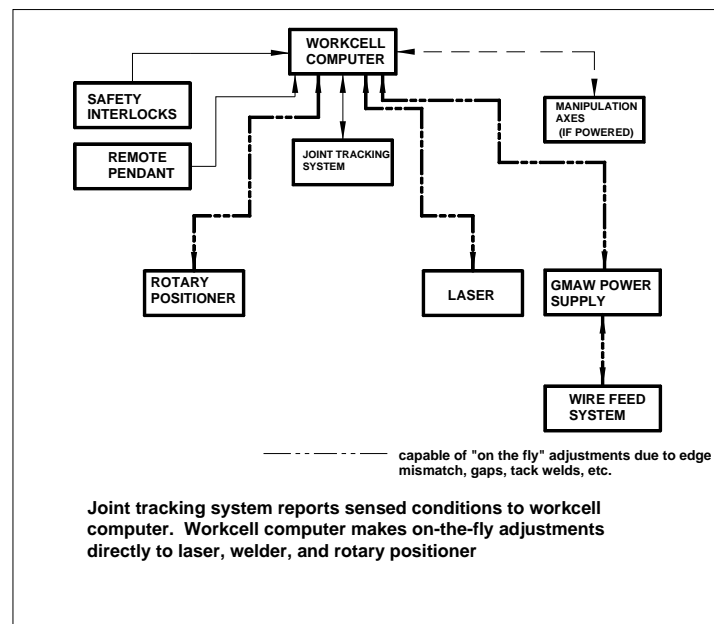 WORKCELL
COMPUTER
SAFETY
INTERLOCKS
MANIPULATION
AXES
(IF POWERED)
REMOTE
PENDANT
JOINT TRACKING
SYSTEM
ROTARY
POSITIONER
LASER
GMAW POWER
SUPPLY
WIRE FEED
SYSTEM
capable of "on the fly" adjustments due to edge
mismatch, gaps, tack welds, etc.
Joint tracking system reports sensed conditions to workcell
computer. Workcell computer makes on-the-fly adjustments
directly to laser, welder, and rotary positioner